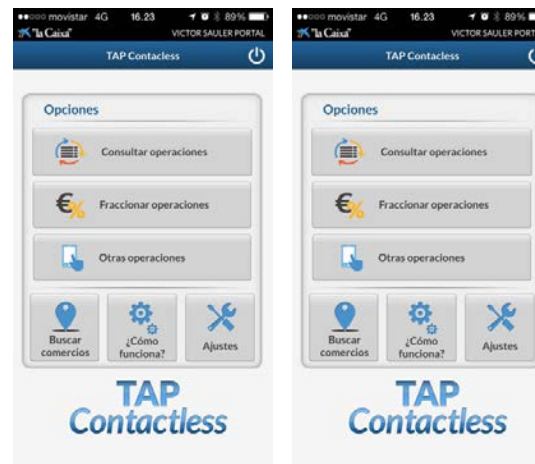 ●●○○○ movistar 4G 16.23 89%
"la Caixa" VICTOR SAULER PORTAL
TAP Contacless
Opciones
Consultar operaciones
Fraccionar operaciones
Otras operaciones
Buscar comercios
¿Cómo funciona?
Ajustes
TAP
Contactless
●●○○○ movistar 4G 16.23 89%
"la Caixa" VICTOR SAULER PORT
TAP Contacless
Opciones
Consultar operaciones
Fraccionar operaciones
Otras operaciones
Buscar comercios
¿Cómo funciona?
Ajustes
TAP
Contactless